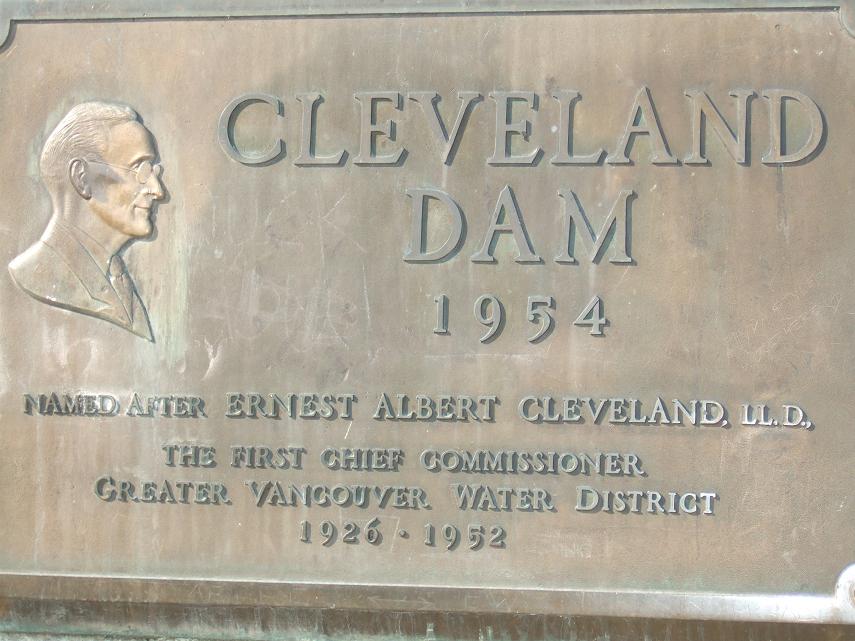 CLEVELAND
DAM
1954
NAMED AFTER ERNEST ALBERT CLEVELAND, LL.D.,
THE FIRST CHIEF COMMISSIONER
GREATER VANCOUVER WATER DISTRICT
1926 · 1952